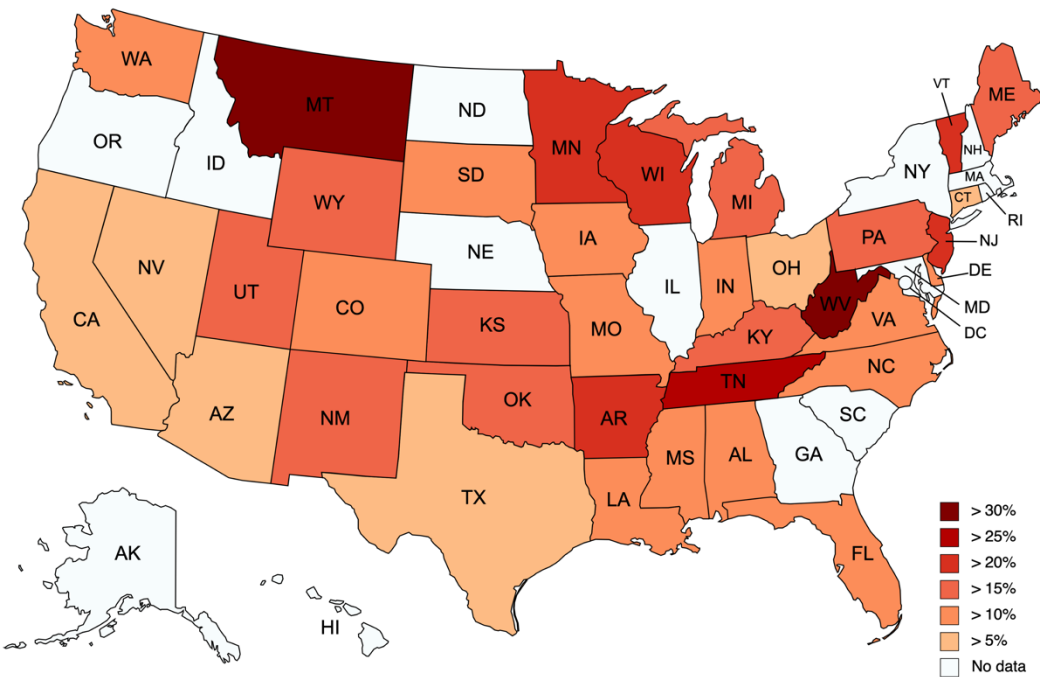 WA
MT
ND
MN
VT
ME
OR
ID
SD
WI
NH
NY
MA
WY
MI
CT
RI
IA
PA
NJ
NE
NV
OH
DE
IL
IN
UT
CO
WV
MD
CA
KS
MO
VA
KY
DC
NC
TN
AZ
NM
OK
AR
SC
MS
AL
GA
TX
LA
AK
FL
HI
> 30%
> 25%
> 20%
> 15%
> 10%
> 5%
No data